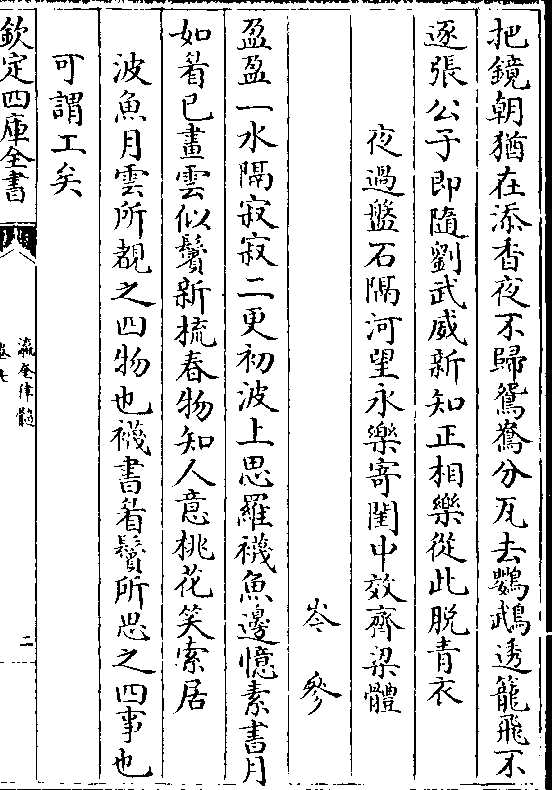 把鏡朝猶在添香夜不歸鴛鴦分瓦去鸚鵡透籠飛不
逐張公子即隨劉武威新知正相樂從此脫青衣
夜過盤石隔河望永樂寄閨中效齊梁體
岑參
盈盈一水隔寂寂二更初波上思羅襪魚邊憶素書月
如着已畫雲似鬢新梳春物知人意桃花笑索居
波魚月雲所覩之四物也襪書着鬢所思之四事也
可謂工矣
欽定四庫全書
瀛奎律髓
卷七
二